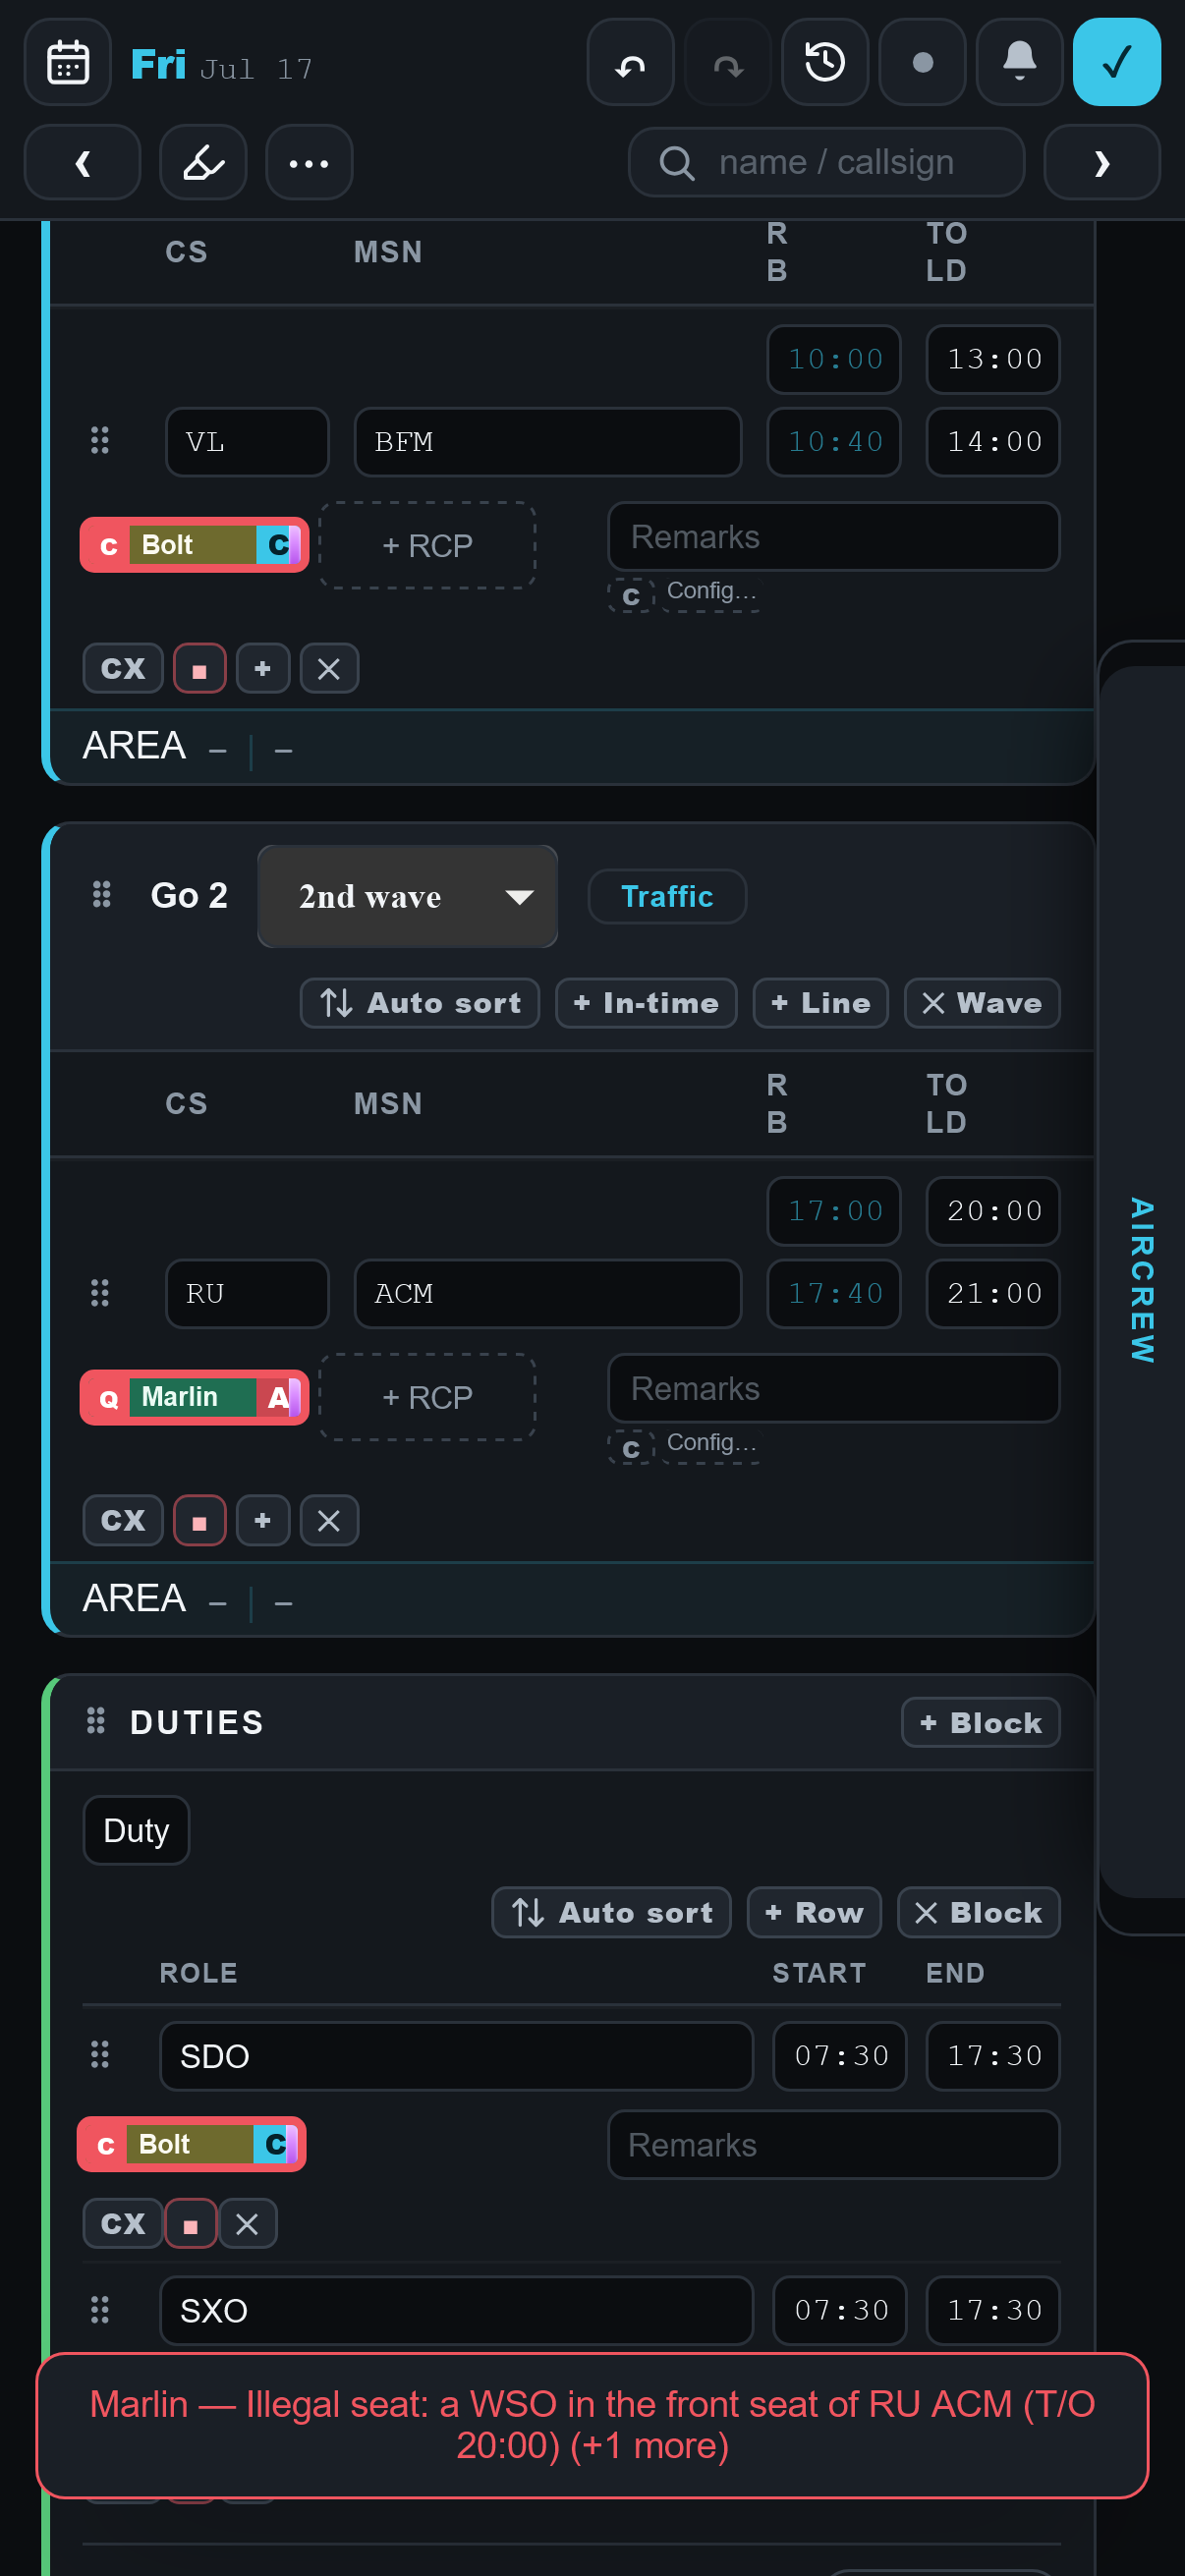 Fri Jul 17
name / callsign
CS MSN R B TO LD
10:00 13:00
VL BFM 10:40 14:00
C Bolt C + RCP Remarks
C Config...
CX + ×
AREA – | –
Go 2 2nd wave Traffic
Auto sort + In-time + Line × Wave
CS MSN R B TO LD
17:00 20:00
RU ACM 17:40 21:00
Q Marlin A + RCP Remarks
C Config...
CX + ×
AREA – | –
AIRCREW
DUTIES + Block
Duty
Auto sort + Row × Block
ROLE START END
SDO 07:30 17:30
C Bolt C Remarks
CX ×
SXO 07:30 17:30
Marlin — Illegal seat: a WSO in the front seat of RU ACM (T/O
20:00) (+1 more)